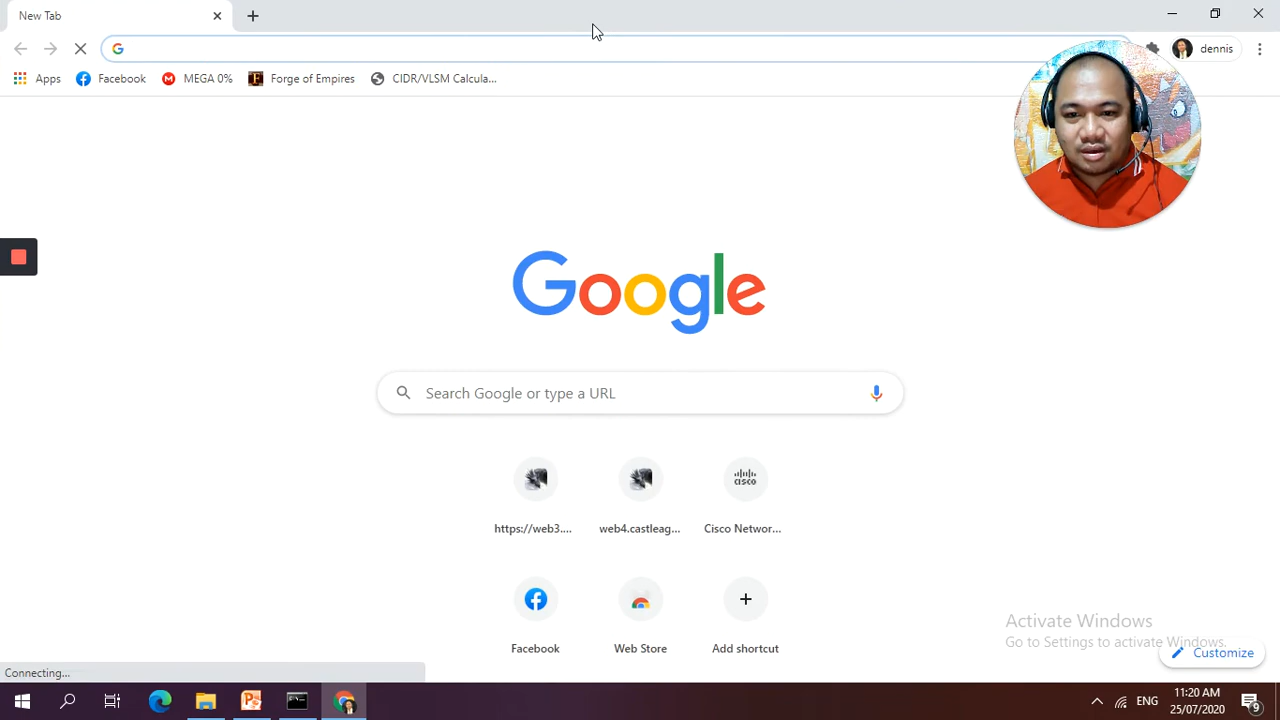 New Tab
dennis
Apps
Facebook
MEGA 0%
Forge of Empires
CIDR/VLSM Calcula...
Google
Search Google or type a URL
cisco
https://web3....
web4.castleag...
Cisco Networ...
Facebook
Web Store
Add shortcut
Activate Windows
Go to Settings to activate Windows.
Customize
Connecting...
11:20 AM
ENG
25/07/2020
9